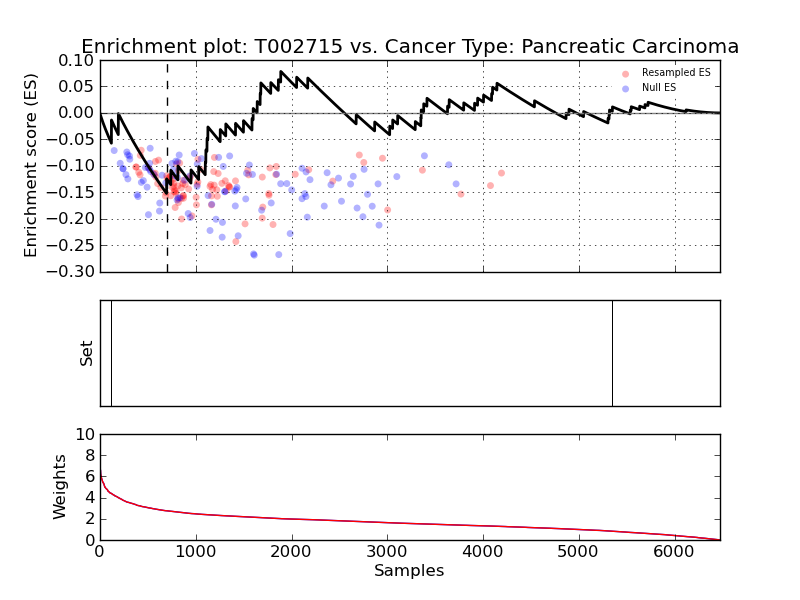 Enrichment plot: T002715 vs. Cancer Type: Pancreatic Carcinoma
Enrichment score (ES)
0.10
0.05
0.00
−0.05
−0.10
−0.15
−0.20
−0.25
−0.30
Resampled ES
Null ES
Set
Weights
10
8
6
4
2
0
0 1000 2000 3000 4000 5000 6000
Samples